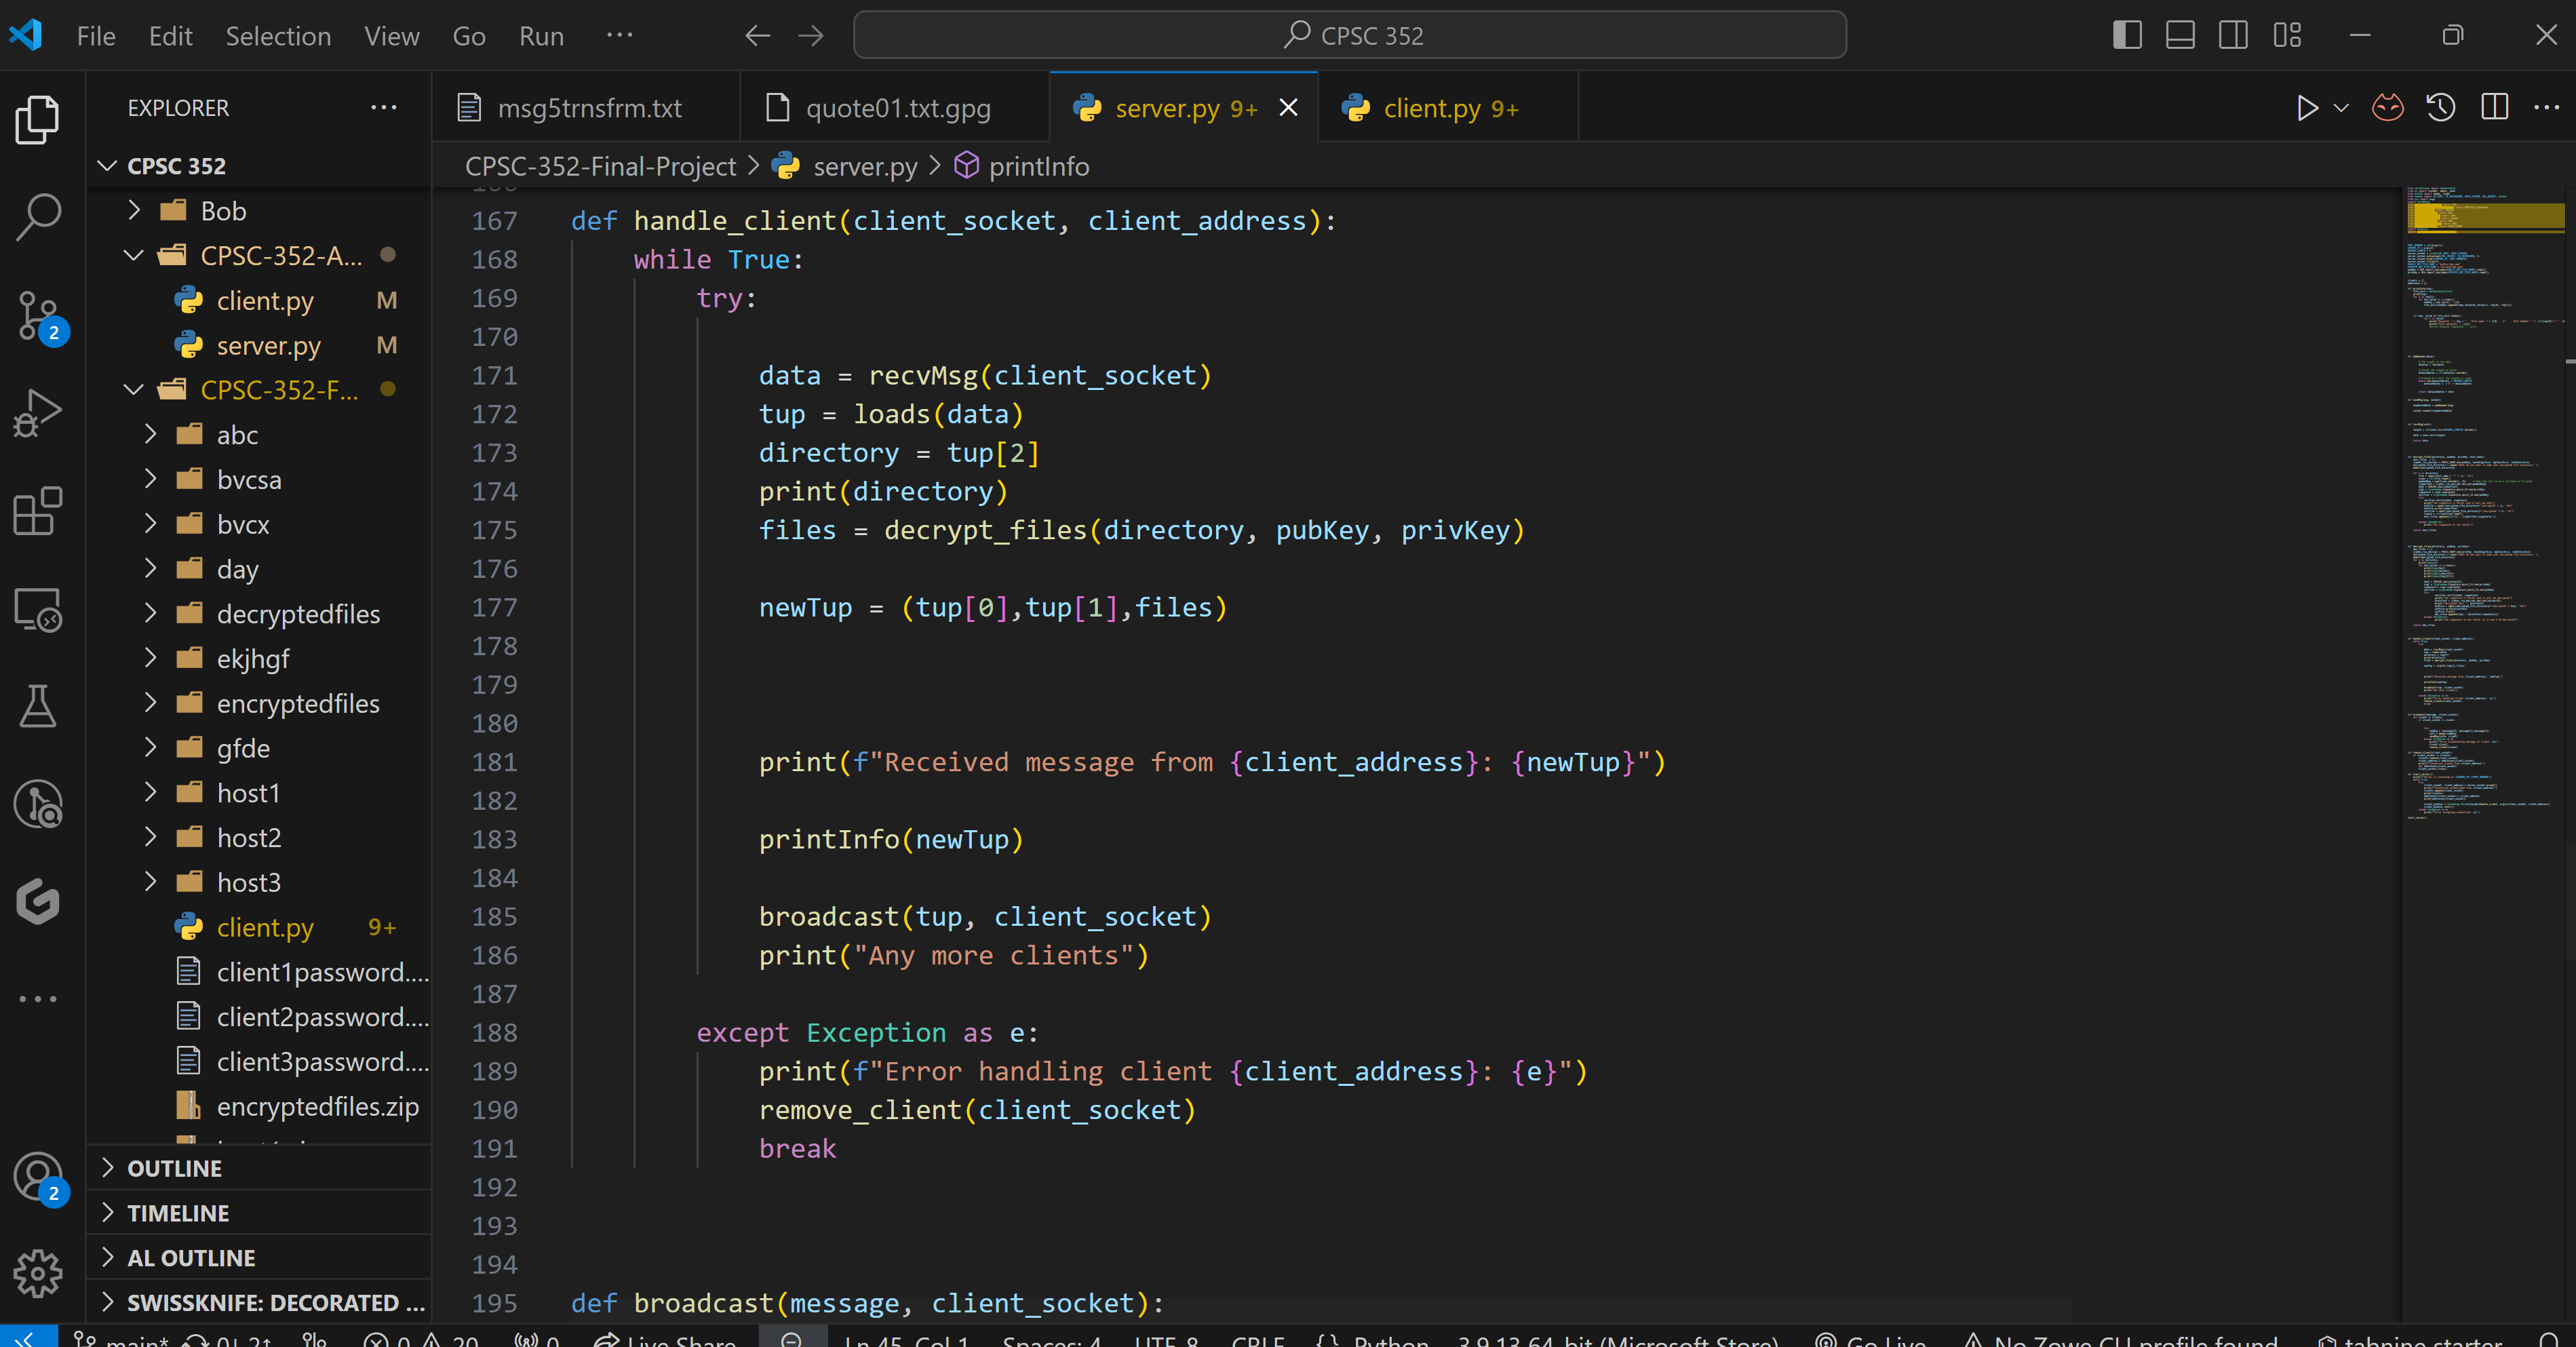 File Edit Selection View Go Run ··· CPSC 352
EXPLORER ···
msg5trnsfrm.txt quote01.txt.gpg server.py 9+ client.py 9+
CPSC-352-Final-Project > server.py > printInfo
CPSC 352
Bob
CPSC-352-A...
client.py M
server.py M
CPSC-352-F...
abc
bvcsa
bvcx
day
decryptedfiles
ekjhgf
encryptedfiles
gfde
host1
host2
host3
client.py 9+
client1password....
client2password....
client3password....
encryptedfiles.zip
OUTLINE
TIMELINE
AL OUTLINE
SWISSKNIFE: DECORATED ...
2
2
167 def handle_client(client_socket, client_address):
168 while True:
169 try:
170
171 data = recvMsg(client_socket)
172 tup = loads(data)
173 directory = tup[2]
174 print(directory)
175 files = decrypt_files(directory, pubKey, privKey)
176
177 newTup = (tup[0],tup[1],files)
178
179
180
181 print(f"Received message from {client_address}: {newTup}")
182
183 printInfo(newTup)
184
185 broadcast(tup, client_socket)
186 print("Any more clients")
187
188 except Exception as e:
189 print(f"Error handling client {client_address}: {e}")
190 remove_client(client_socket)
191 break
192
193
194
195 def broadcast(message, client_socket):
main* 0↓ 2↑ 0 20 0 Live Share Ln 45, Col 1 Spaces: 4 UTF-8 CRLF {} Python 3.9.13 64-bit (Microsoft Store) Go Live No Zowe CLI profile found tabnine starter